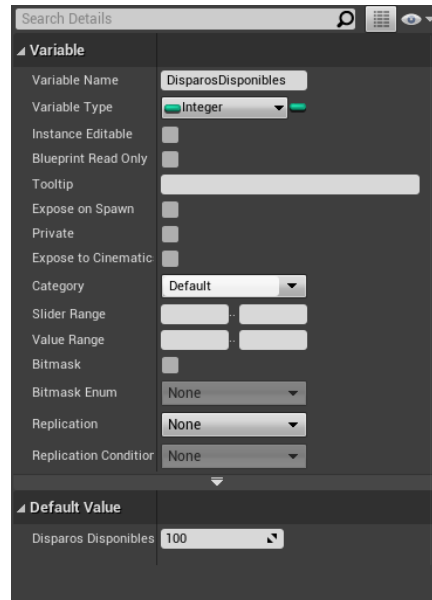 Search Details
Variable
Variable Name DisparosDisponibles
Variable Type Integer
Instance Editable
Blueprint Read Only
Tooltip
Expose on Spawn
Private
Expose to Cinematic
Category Default
Slider Range ..
Value Range ..
Bitmask
Bitmask Enum None
Replication None
Replication Condition None
Default Value
Disparos Disponibles 100